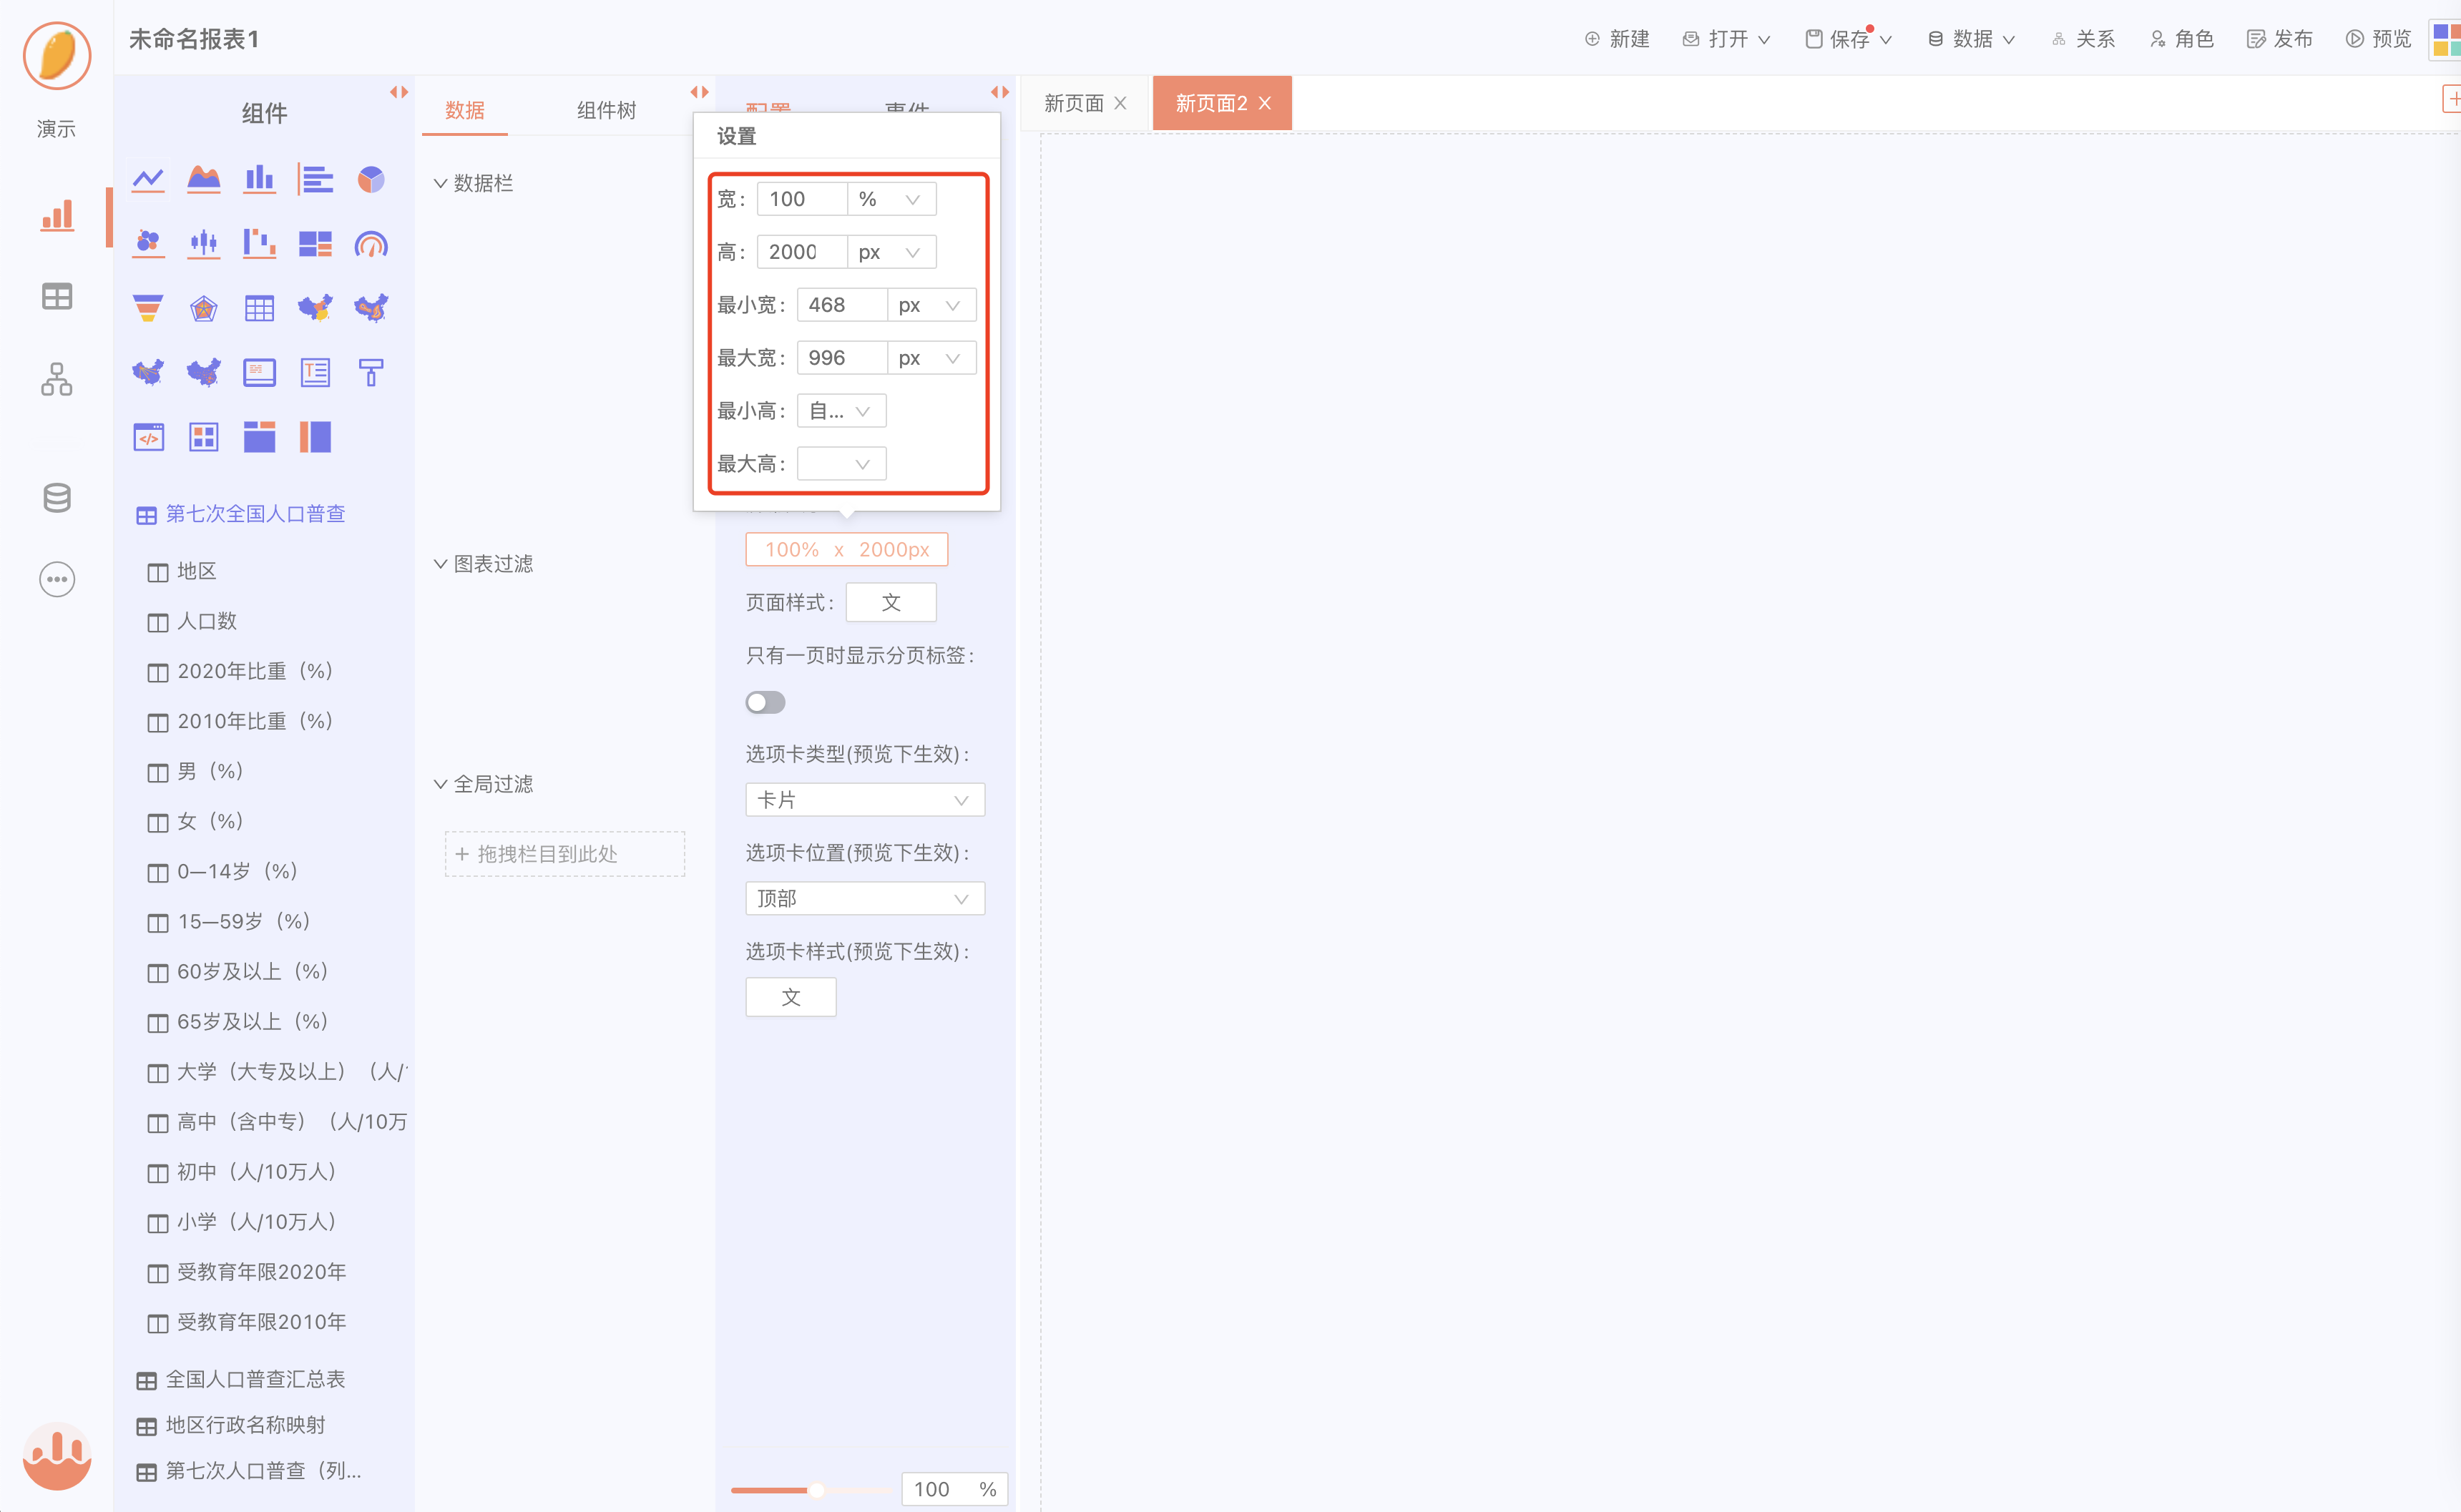 未命名报表1
新建
打开
保存
数据
关系
角色
发布
预览
演示
组件
第七次全国人口普查
地区
人口数
2020年比重（%）
2010年比重（%）
男（%）
女（%）
0—14岁（%）
15—59岁（%）
60岁及以上（%）
65岁及以上（%）
大学（大专及以上）（人/
高中（含中专）（人/10万
初中（人/10万人）
小学（人/10万人）
受教育年限2020年
受教育年限2010年
全国人口普查汇总表
地区行政名称映射
第七次人口普查（列...
数据
组件树
数据栏
图表过滤
全局过滤
+ 拖拽栏目到此处
配置
事件
设置
宽： 100 %
高： 2000 px
最小宽： 468 px
最大宽： 996 px
最小高： 自...
最大高：
100% x 2000px
页面样式： 文
只有一页时显示分页标签：
选项卡类型(预览下生效)：
卡片
选项卡位置(预览下生效)：
顶部
选项卡样式(预览下生效)：
文
100 %
新页面
新页面2